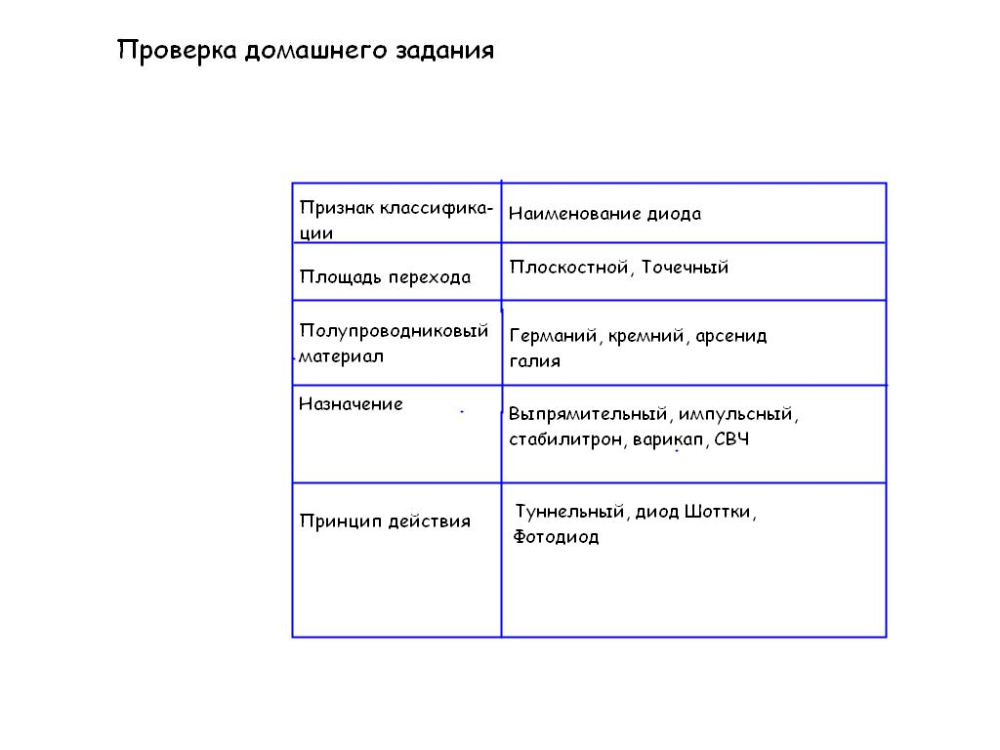 Проверка домашнего задания
Признак классифика-
ции
Наименование диода
Площадь перехода
Плоскостной, Точечный
Полупроводниковый
материал
Германий, кремний, арсенид
галия
Назначение
Выпрямительный, импульсный,
стабилитрон, варикап, СВЧ
Принцип действия
Туннельный, диод Шоттки,
Фотодиод